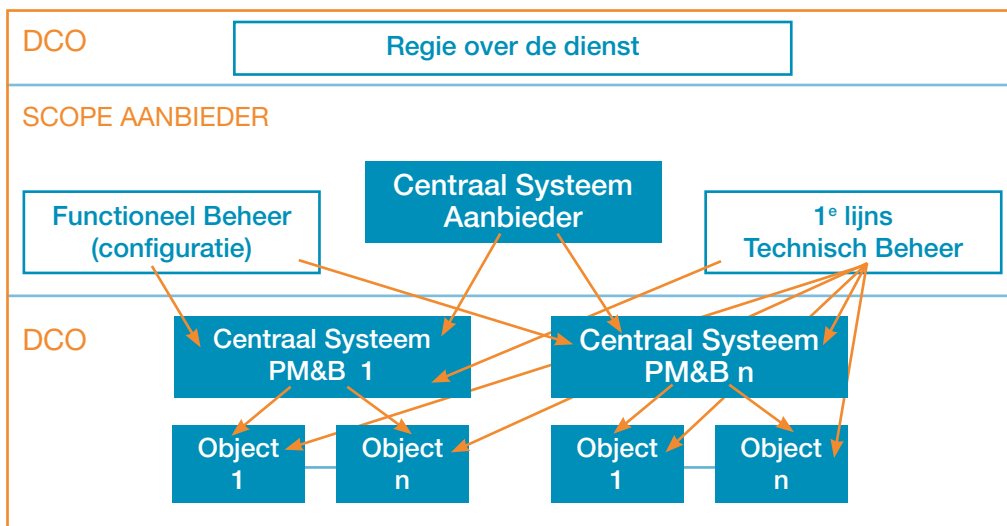 DCO
Regie over de dienst
SCOPE AANBIEDER
Centraal Systeem
Aanbieder
Functioneel Beheer
(configuratie)
1e lijns
Technisch Beheer
DCO
Centraal Systeem
PM&B 1
Centraal Systeem
PM&B n
Object
1
Object
n
Object
1
Object
n